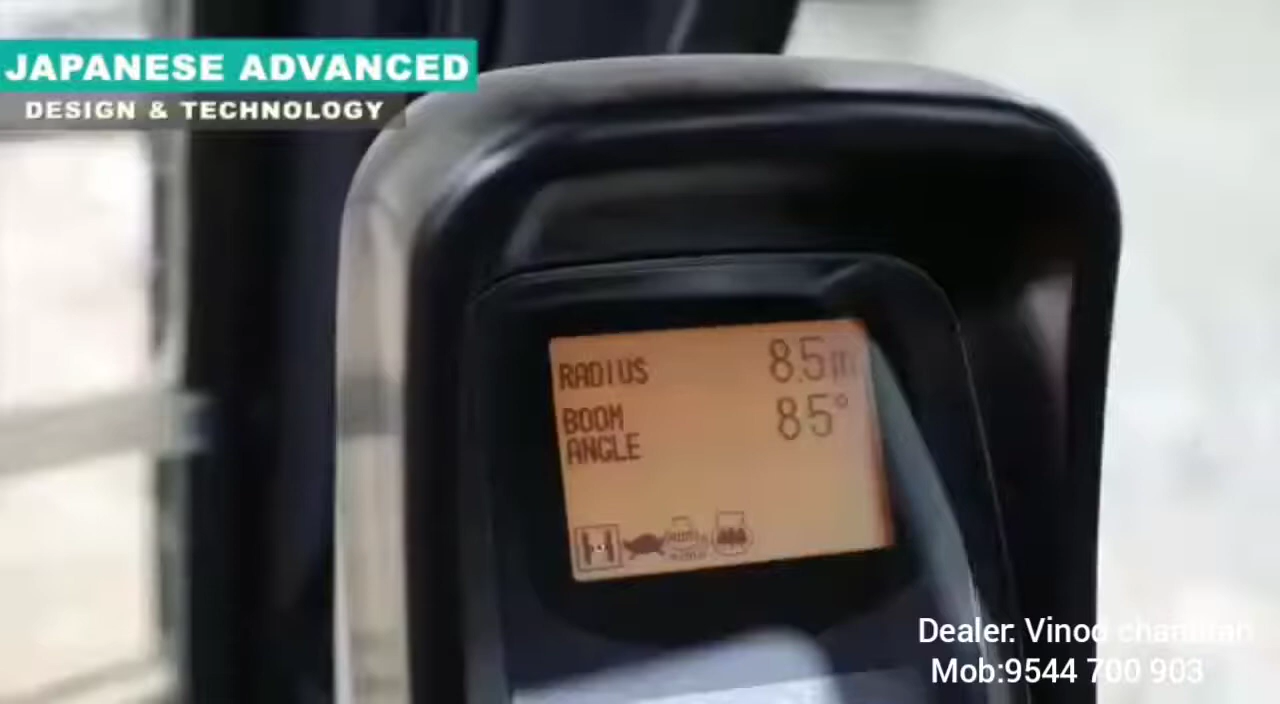 JAPANESE ADVANCED
DESIGN & TECHNOLOGY
RADIUS 8.5m
BOOM 85°
ANGLE
Dealer: Vinod
Mob:9544 700 903